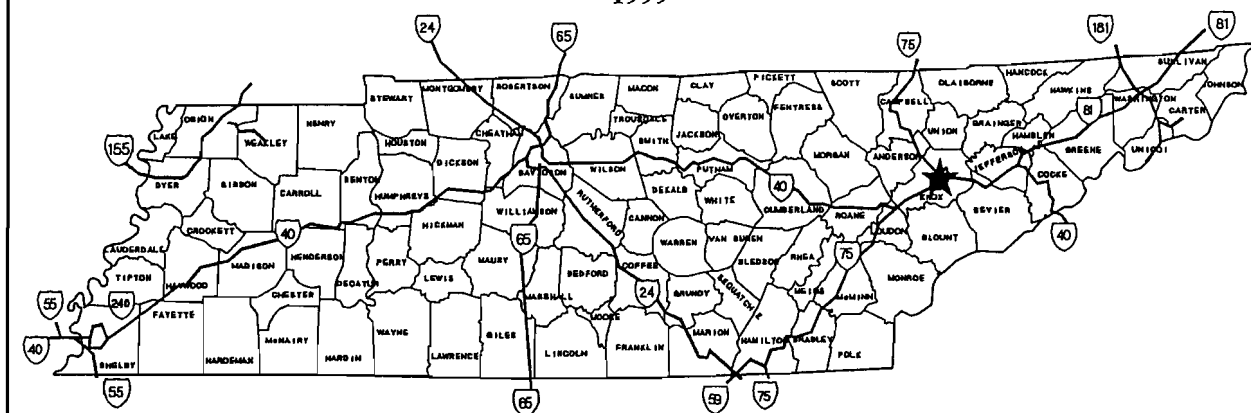 1999
24
65
75
181
81
STEWART
MONTGOMERY
ROBERTSON
SUMNER
MACON
CLAY
PICKETT
SCOTT
CAMPBELL
CLAIBORNE
HANCOCK
HAWKINS
SULLIVAN
JOHNSON
LAKE
OBION
WEAKLEY
HENRY
HOUSTON
CHEATHAM
TROUSDALE
JACKSON
OVERTON
FENTRESS
UNION
GRAINGER
HAMBLEN
81
WASHINGTON
CARTER
155
DYER
GIBSON
CARROLL
BENTON
HUMPHREYS
DICKSON
DAVIDSON
WILSON
SMITH
PUTNAM
40
MORGAN
ANDERSON
KNOX
JEFFERSON
COCKE
GREENE
UNICOI
LAUDERDALE
CROCKETT
40
HICKMAN
WILLIAMSON
RUTHERFORD
CANNON
DEKALB
WHITE
CUMBERLAND
ROANE
LOUDON
BLOUNT
SEVIER
40
TIPTON
HAYWOOD
MADISON
HENDERSON
DECATUR
PERRY
LEWIS
MAURY
65
BEDFORD
COFFEE
WARREN
VAN BUREN
BLEDSOE
RHEA
75
MONROE
55
240
FAYETTE
CHESTER
MARSHALL
MOORE
24
GRUNDY
SEQUATCHIE
MEIGS
McMINN
40
SHELBY
55
HARDEMAN
McNAIRY
HARDIN
WAYNE
LAWRENCE
GILES
LINCOLN
FRANKLIN
MARION
HAMILTON
BRADLEY
POLK
65
59
75